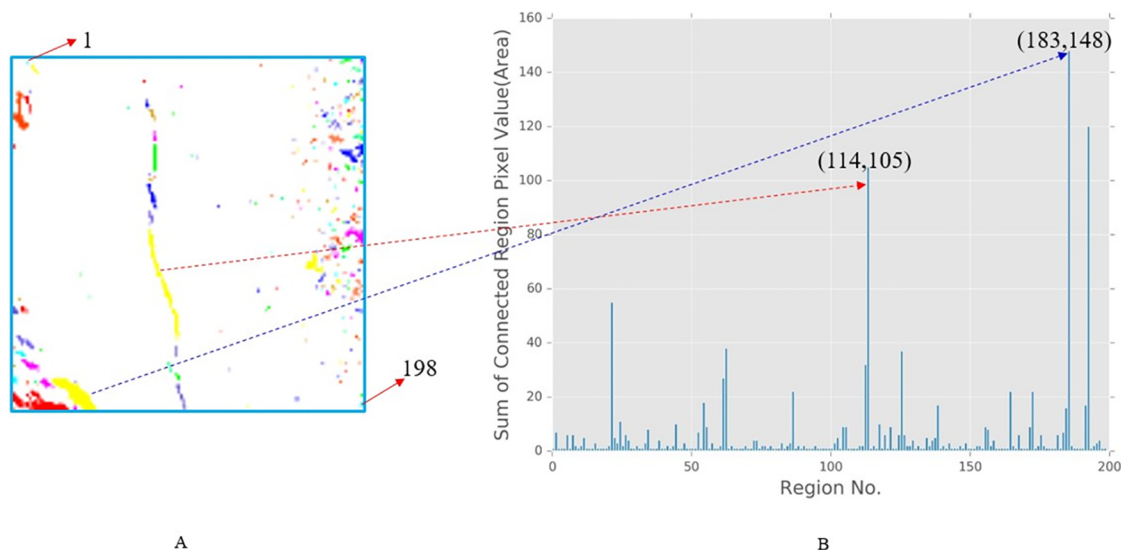 1
198
A
160
140
120
100
80
60
40
20
0
Sum of Connected Region Pixel Value(Area)
(183,148)
(114,105)
0 50 100 150 200
Region No.
B